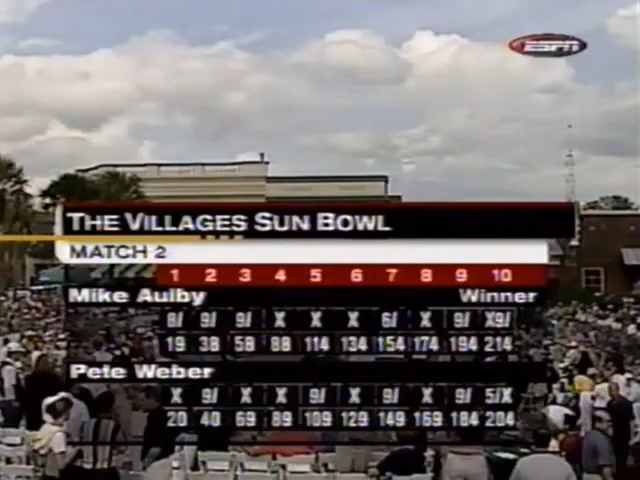 ESPN
THE VILLAGES SUN BOWL
MATCH 2
1 2 3 4 5 6 7 8 9 10
Mike Aulby Winner
8/ 9/ 9/ X X X 6/ X 9/ X9/
19 38 58 88 114 134 154 174 194 214
Pete Weber
X 9/ X X 9/ X 9/ X 9/ 5/X
20 40 69 89 109 129 149 169 184 204